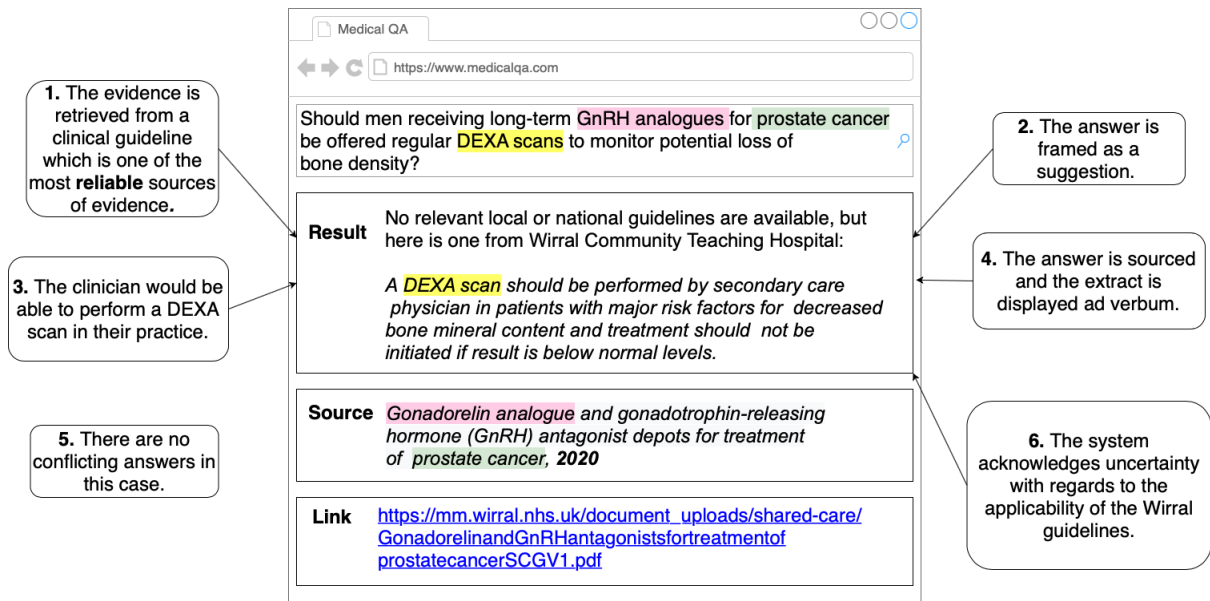 Medical QA
https://www.medicalqa.com
1. The evidence is
retrieved from a
clinical guideline
which is one of the
most reliable sources
of evidence.
Should men receiving long-term GnRH analogues for prostate cancer
be offered regular DEXA scans to monitor potential loss of
bone density?
2. The answer is
framed as a
suggestion.
Result
No relevant local or national guidelines are available, but
here is one from Wirral Community Teaching Hospital:
A DEXA scan should be performed by secondary care
physician in patients with major risk factors for decreased
bone mineral content and treatment should not be
initiated if result is below normal levels.
3. The clinician would be
able to perform a DEXA
scan in their practice.
4. The answer is sourced
and the extract is
displayed ad verbum.
Source
Gonadorelin analogue and gonadotrophin-releasing
hormone (GnRH) antagonist depots for treatment
of prostate cancer, 2020
5. There are no
conflicting answers in
this case.
6. The system
acknowledges uncertainty
with regards to the
applicability of the Wirral
guidelines.
Link
https://mm.wirral.nhs.uk/document_uploads/shared-care/
GonadorelinandGnRHantagonistsfortreatmentof
prostatecancerSCGV1.pdf